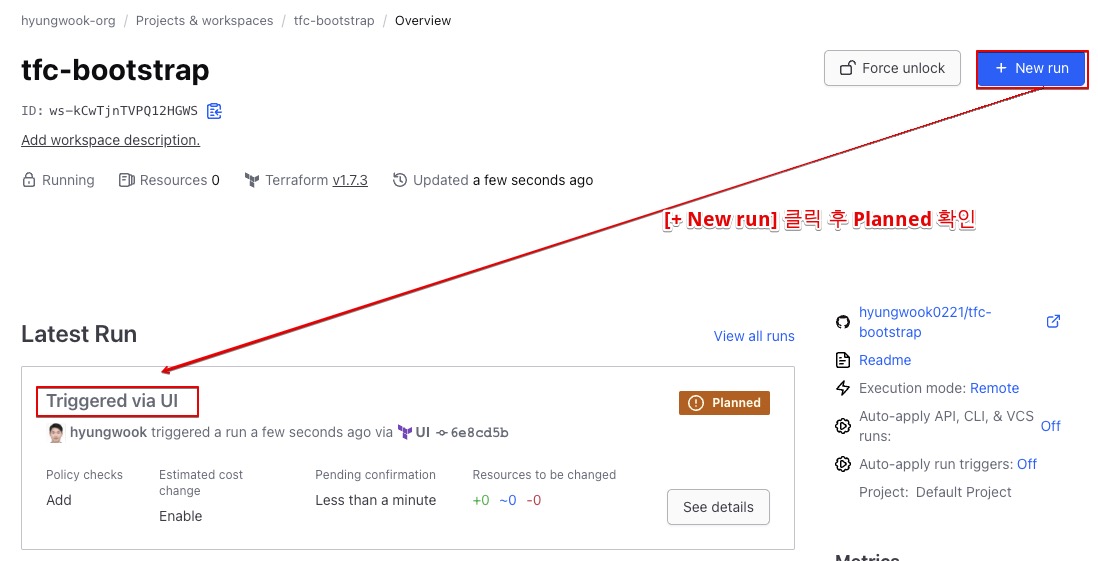 hyungwook-org / Projects & workspaces / tfc-bootstrap / Overview
tfc-bootstrap
Force unlock
+ New run
ID: ws-kCwTjnTVPQ12HGWS
Add workspace description.
Running Resources 0 Terraform v1.7.3 Updated a few seconds ago
[+ New run] 클릭 후 Planned 확인
Latest Run
View all runs
Triggered via UI
Planned
hyungwook triggered a run a few seconds ago via UI 6e8cd5b
Policy checks
Add
Estimated cost
change
Enable
Pending confirmation
Less than a minute
Resources to be changed
+0 ~0 -0
See details
hyungwook0221/tfc-
bootstrap
Readme
Execution mode: Remote
Auto-apply API, CLI, & VCS
runs: Off
Auto-apply run triggers: Off
Project: Default Project
Metrics